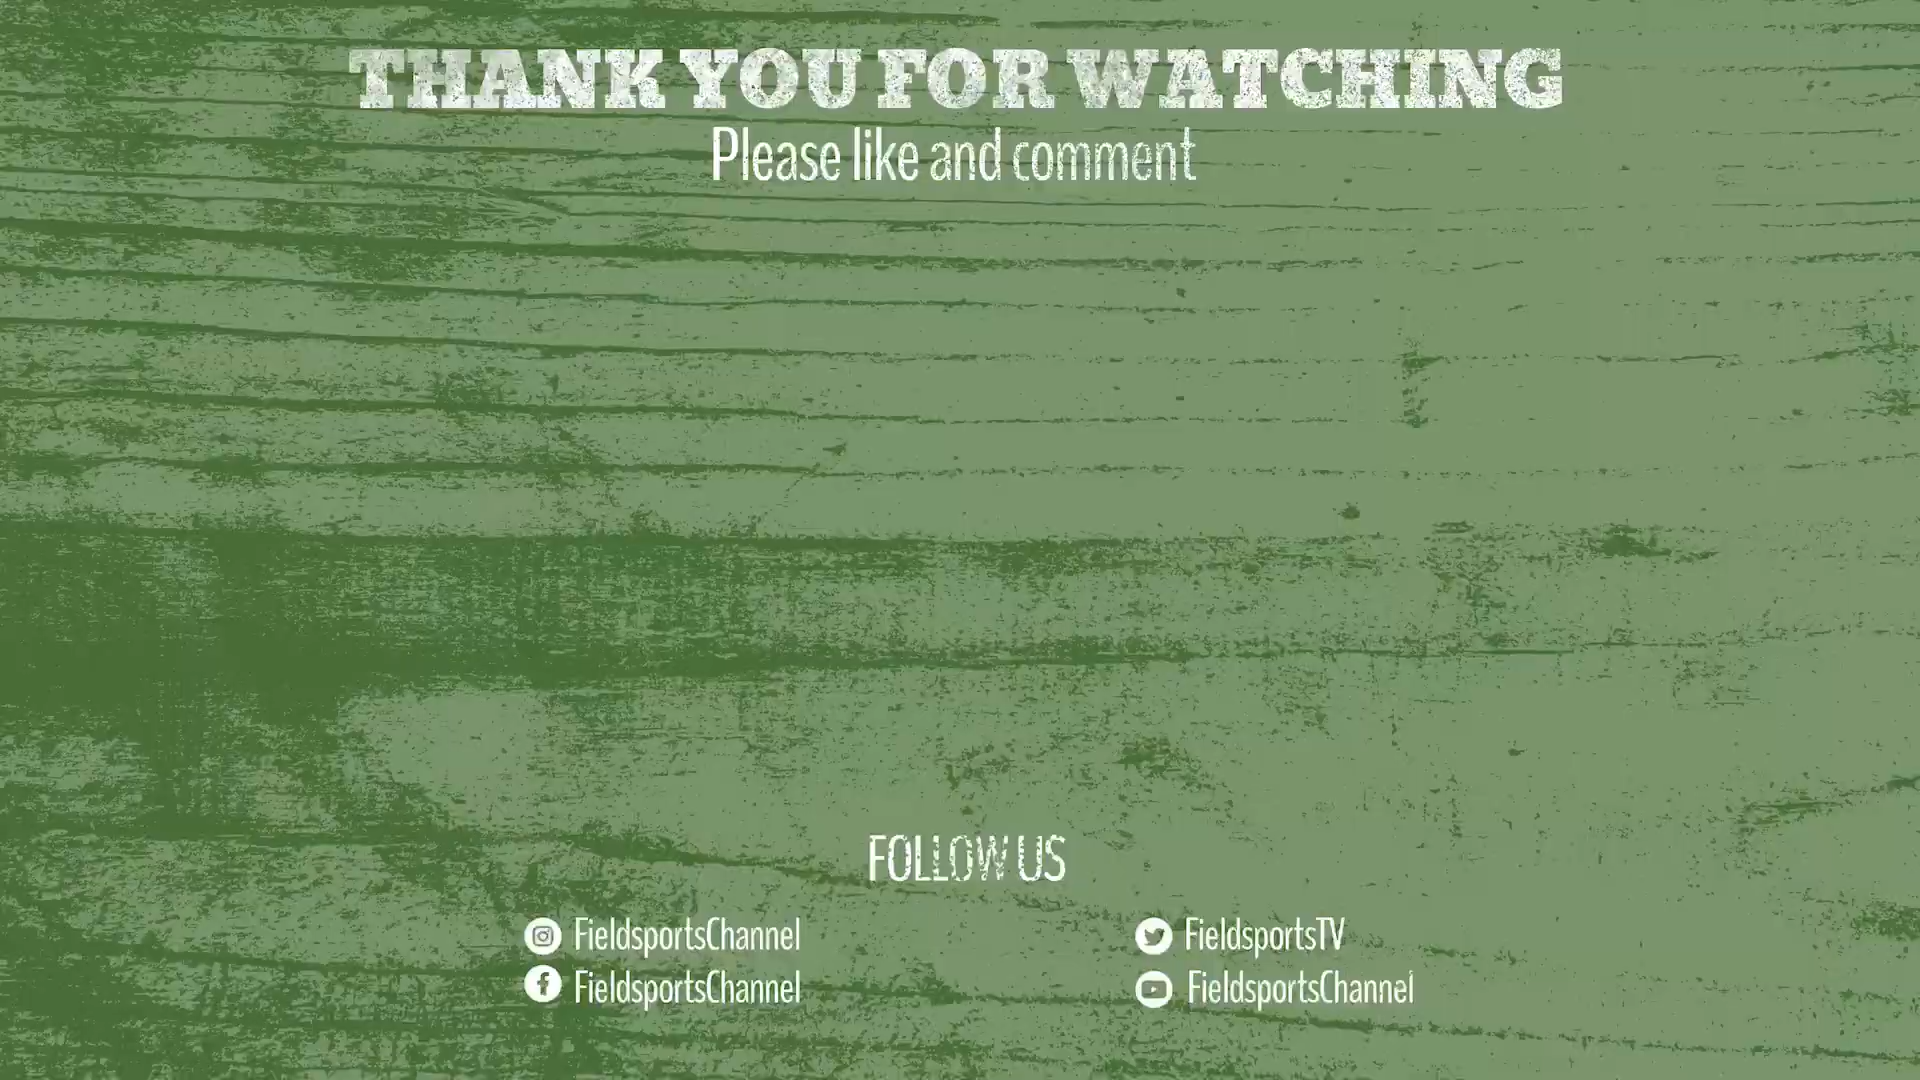 THANK YOU FOR WATCHING
Please like and comment
FOLLOW US
FieldsportsChannel
FieldsportsTV
FieldsportsChannel
FieldsportsChannel